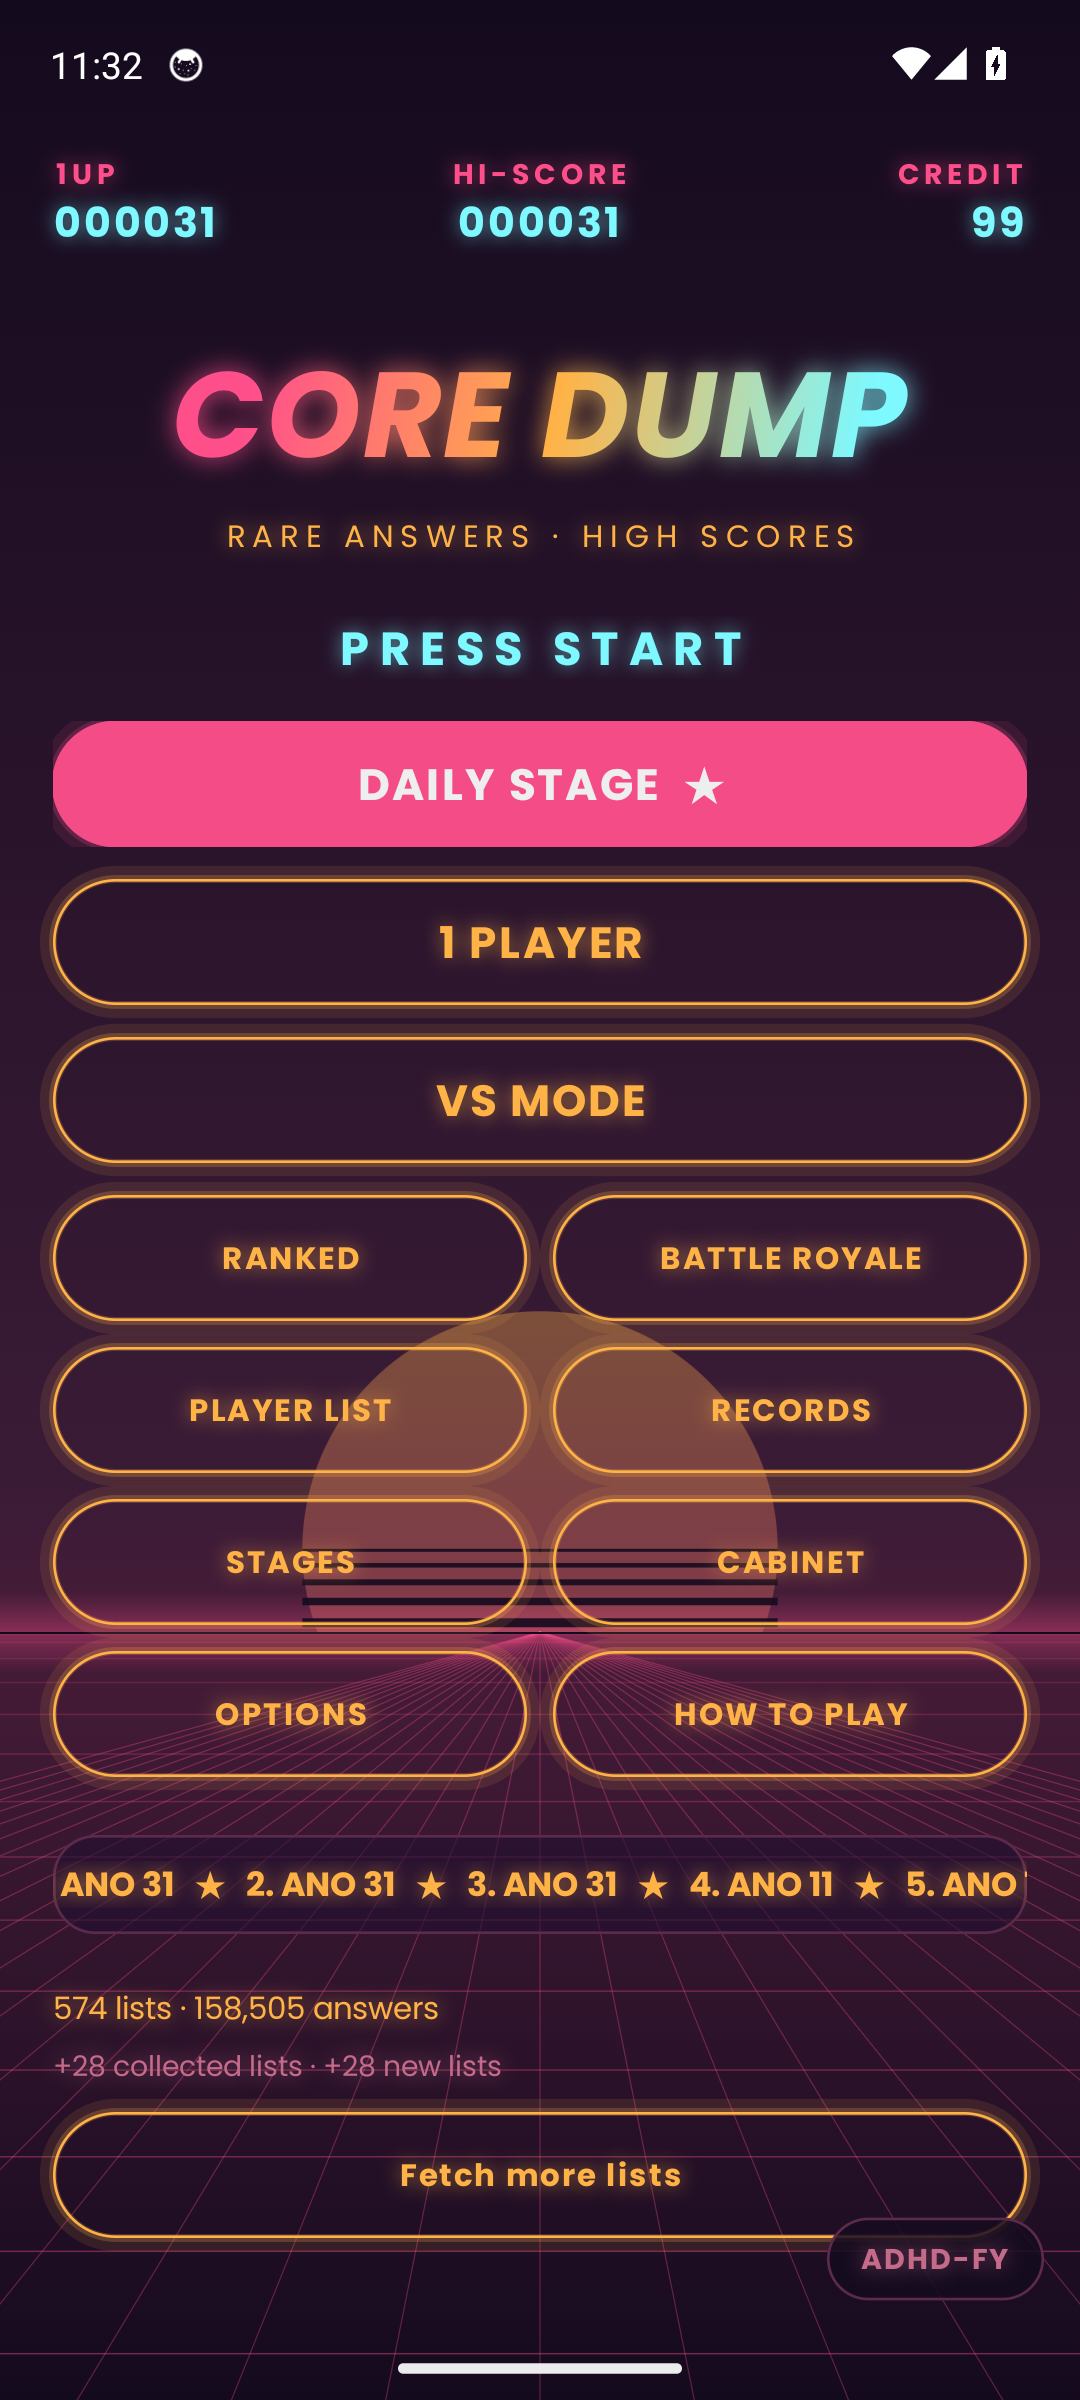 11:32
1UP HI-SCORE CREDIT
000031 000031 99
CORE DUMP
RARE ANSWERS · HIGH SCORES
PRESS START
DAILY STAGE ★
1 PLAYER
VS MODE
RANKED BATTLE ROYALE
PLAYER LIST RECORDS
STAGES CABINET
OPTIONS HOW TO PLAY
ANO 31 ★ 2. ANO 31 ★ 3. ANO 31 ★ 4. ANO 11 ★ 5. ANO
574 lists · 158,505 answers
+28 collected lists · +28 new lists
Fetch more lists
ADHD-FY